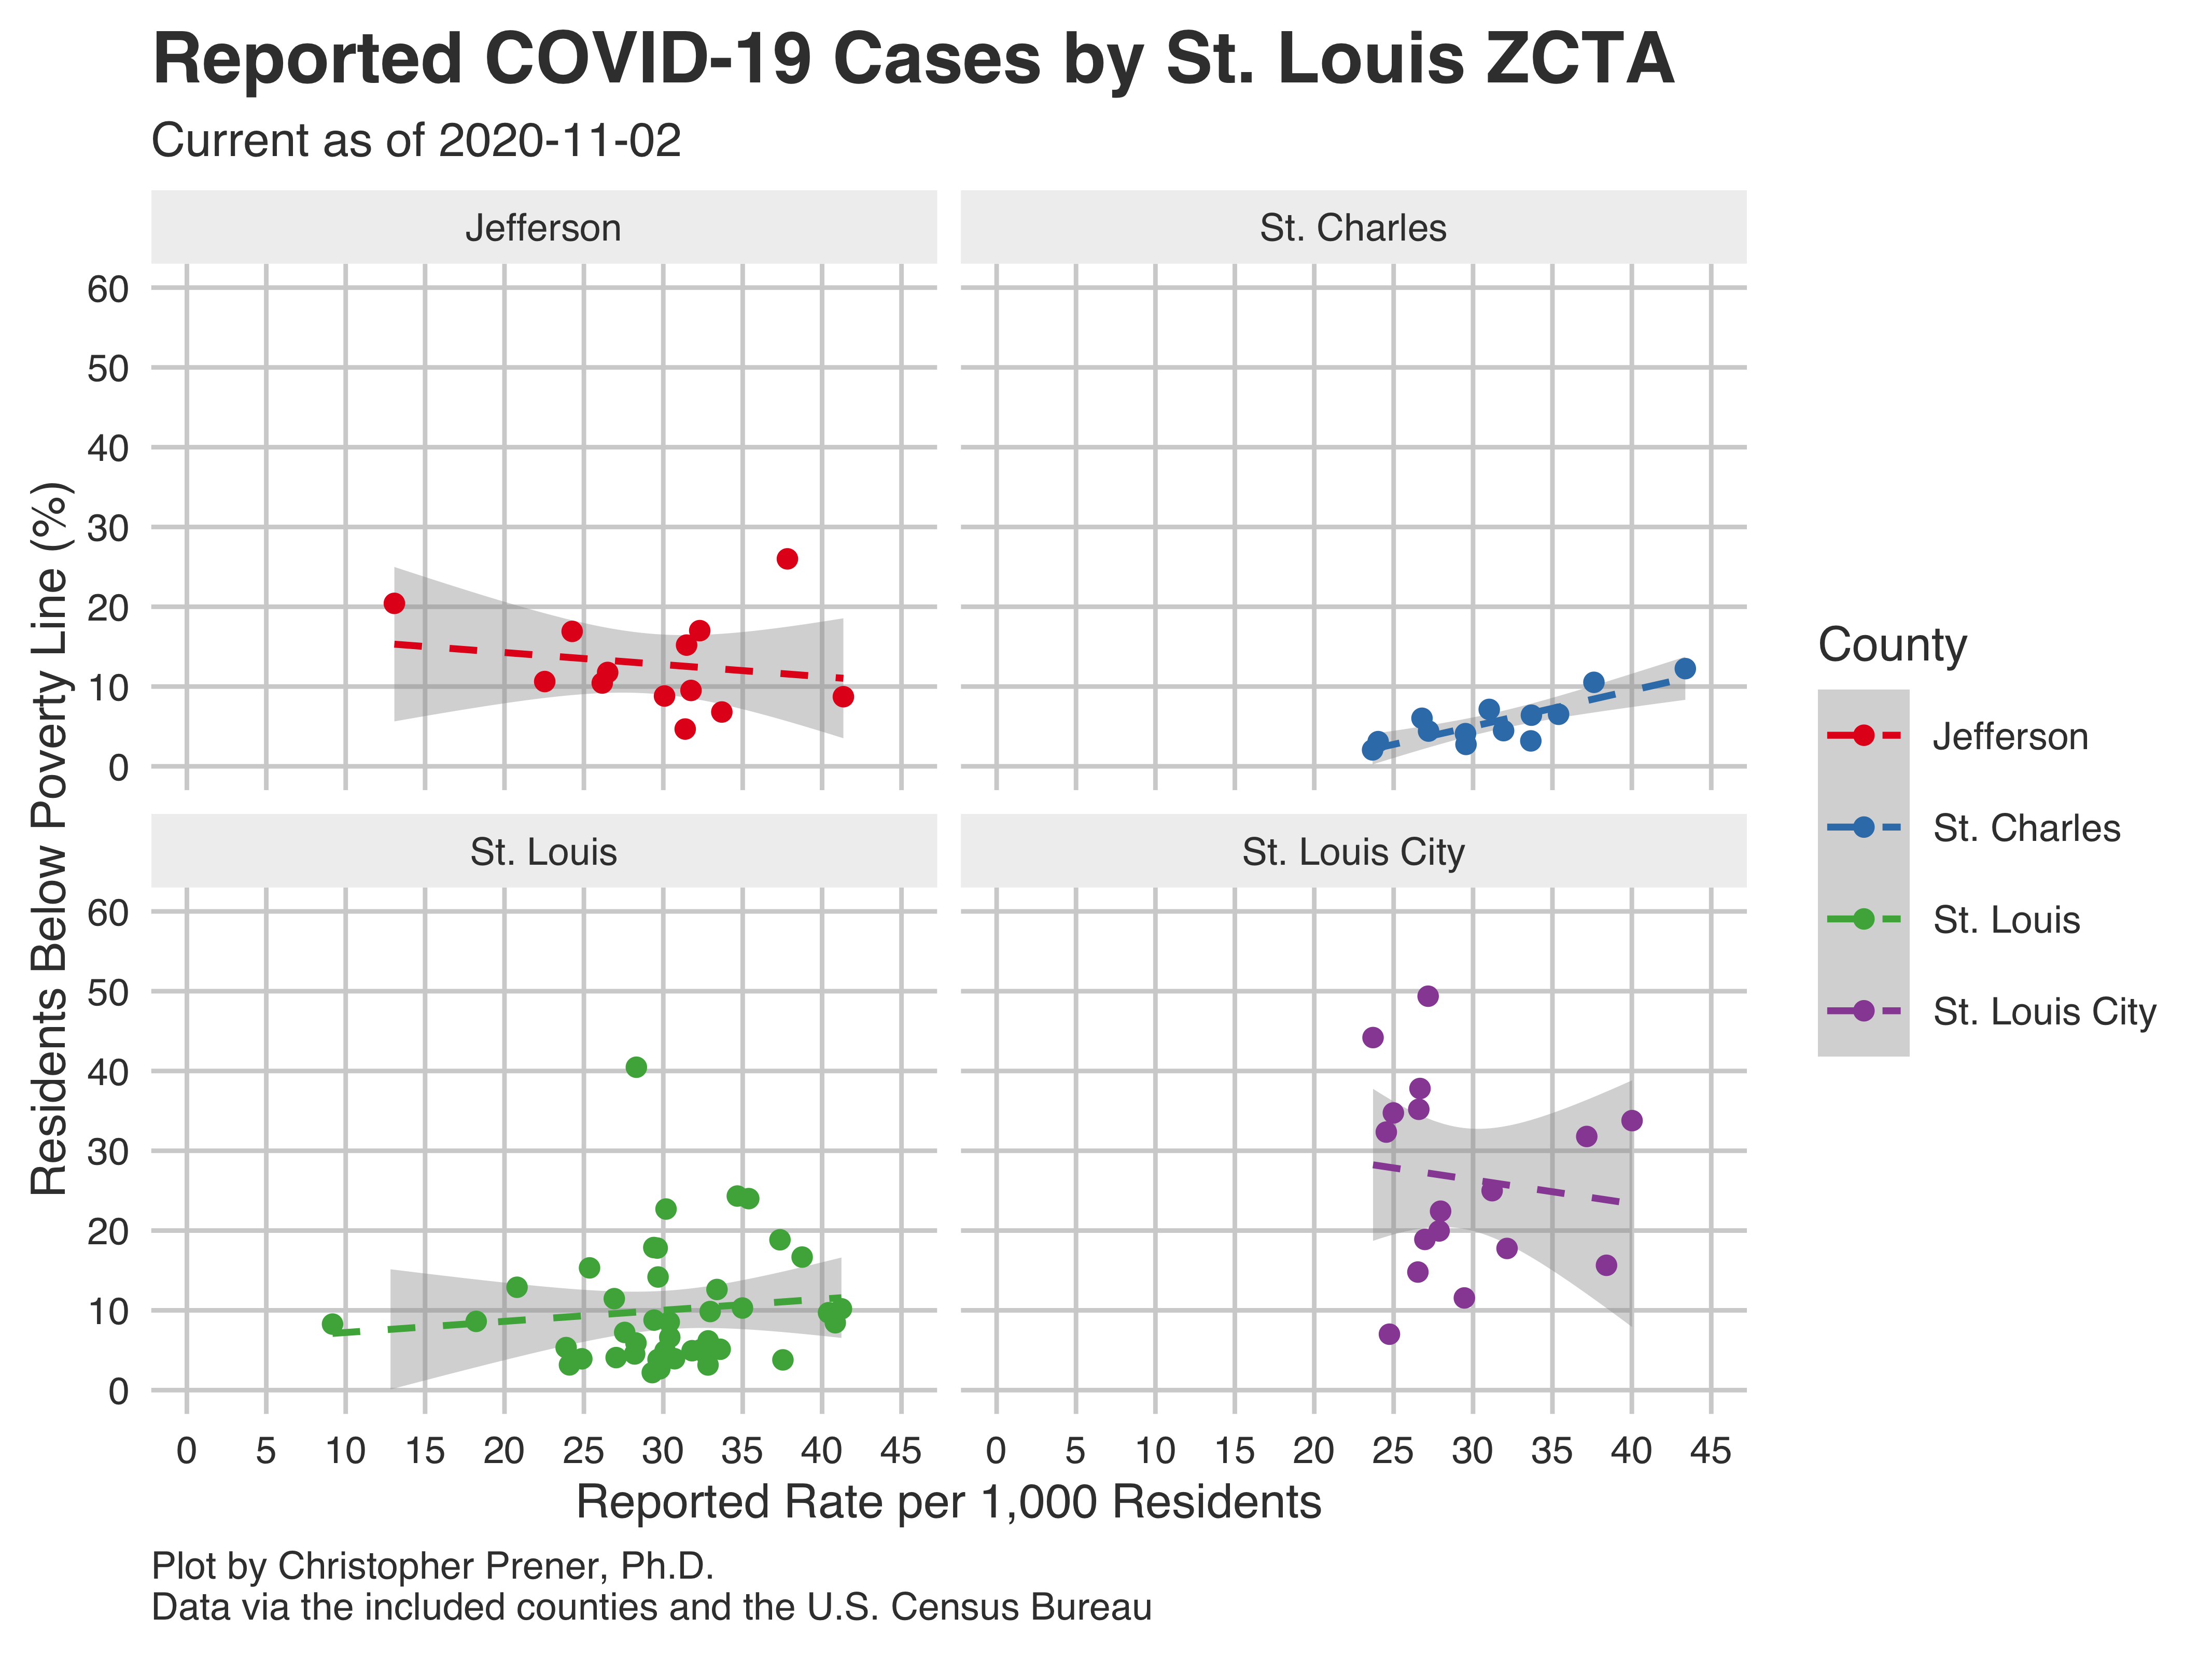 Reported COVID-19 Cases by St. Louis ZCTA
Current as of 2020-11-02
Jefferson
St. Charles
60
50
40
30
20
10
0
St. Louis
St. Louis City
60
50
40
30
20
10
0
0 5 10 15 20 25 30 35 40 45
0 5 10 15 20 25 30 35 40 45
Residents Below Poverty Line (%)
Reported Rate per 1,000 Residents
County
Jefferson
St. Charles
St. Louis
St. Louis City
Plot by Christopher Prener, Ph.D.
Data via the included counties and the U.S. Census Bureau